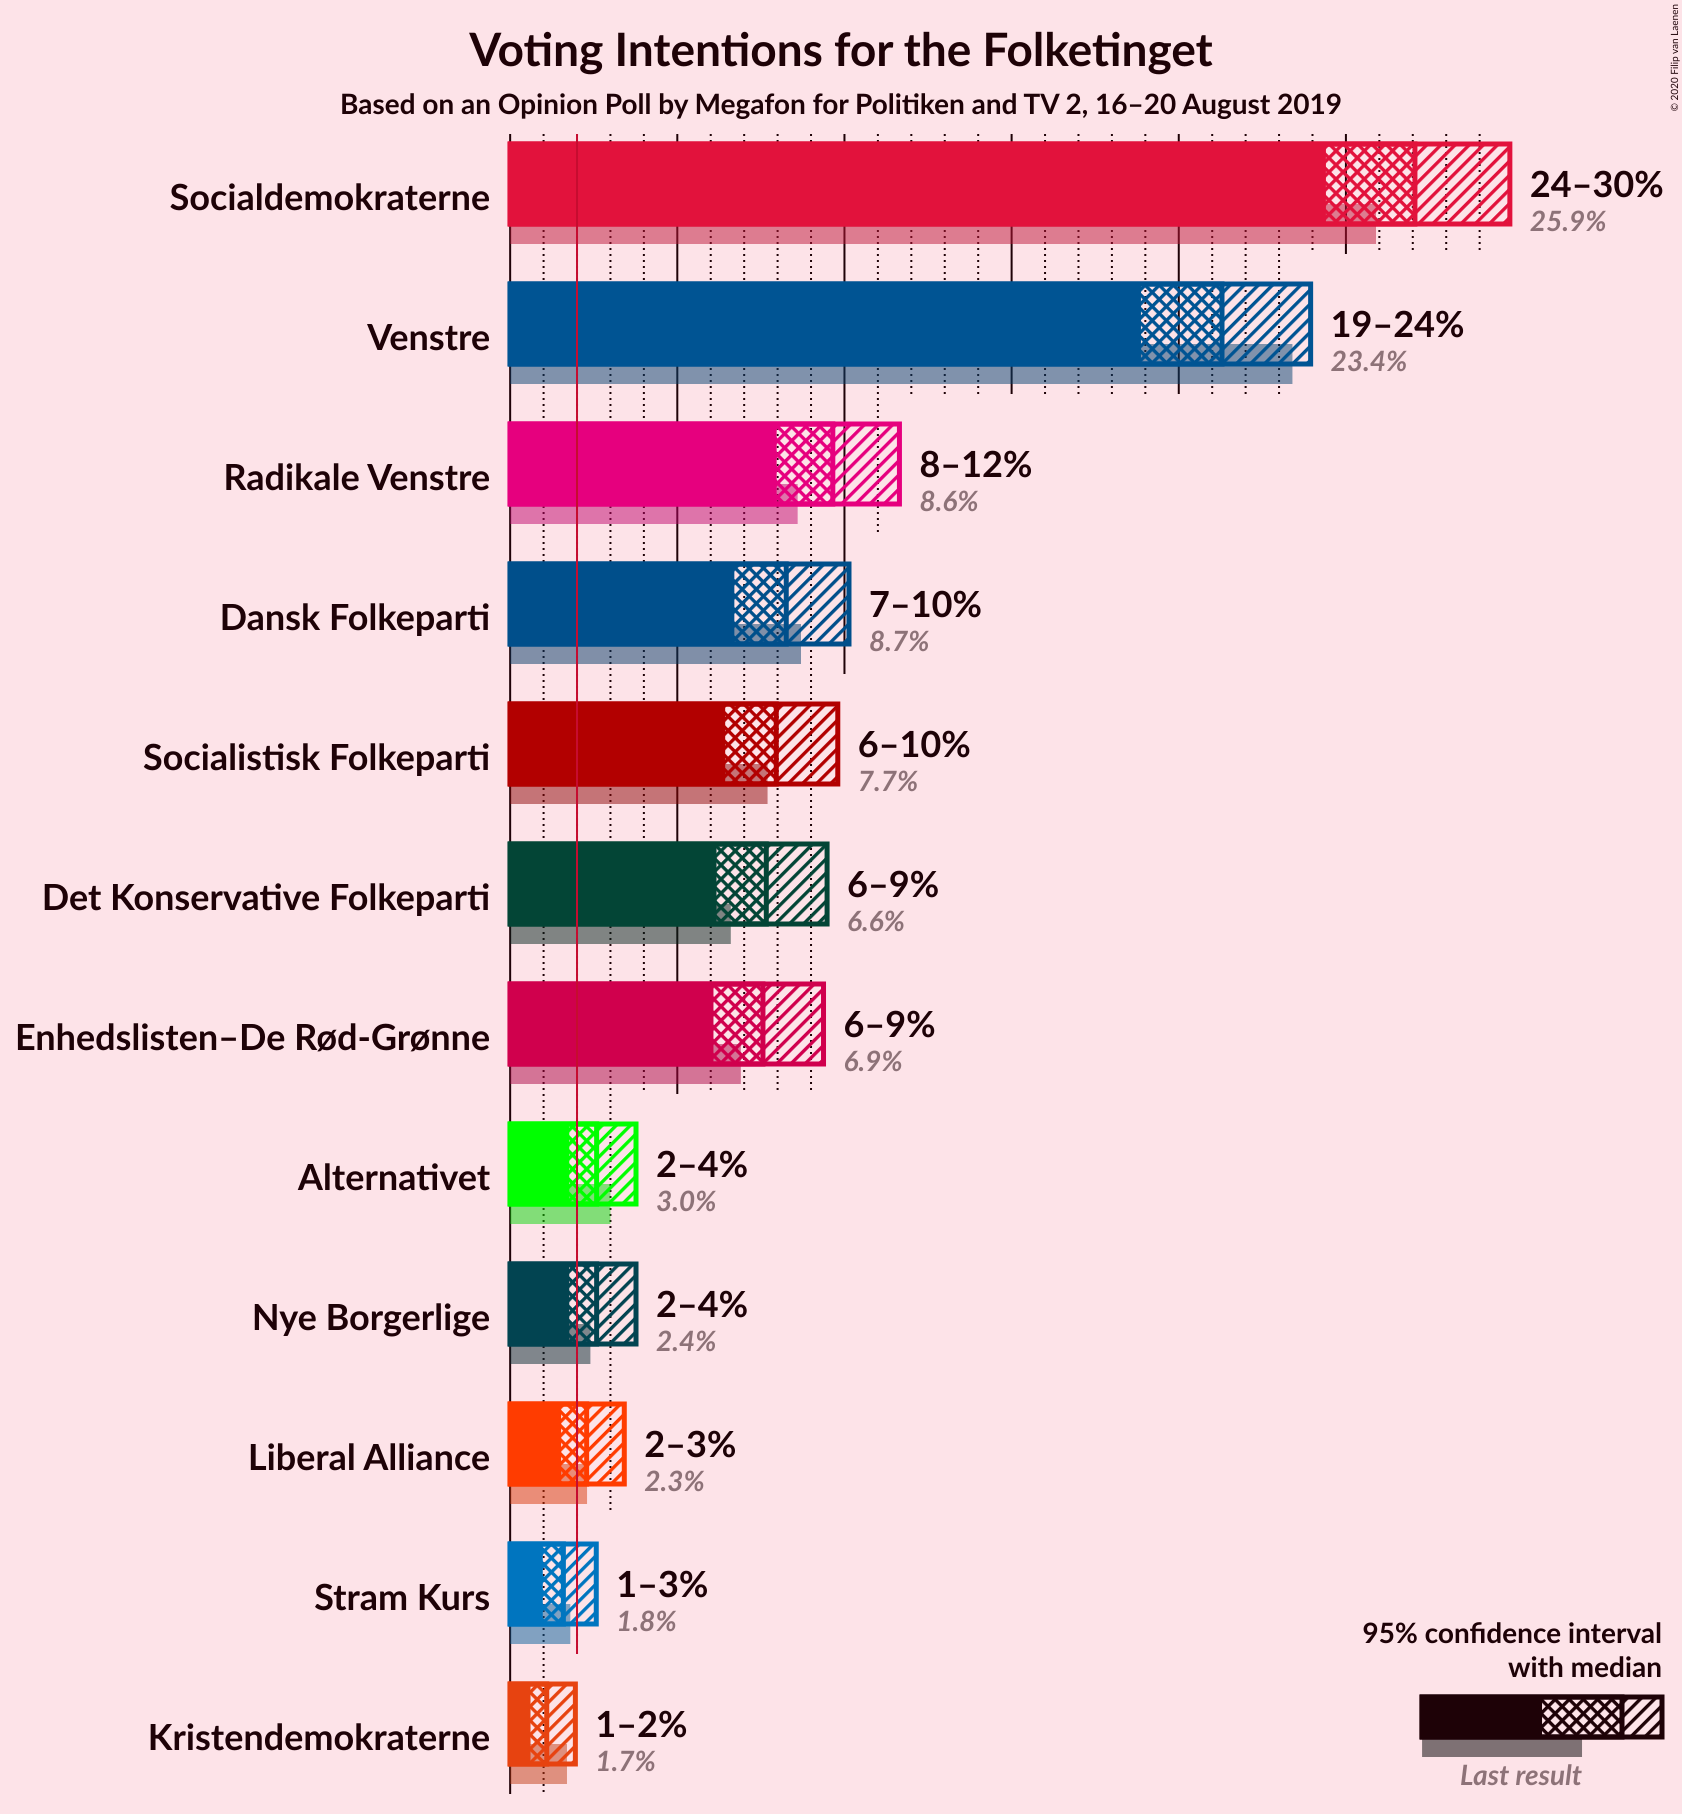 © 2020 Filip van Laenen
Voting Intentions for the Folketinget
Based on an Opinion Poll by Megafon for Politiken and TV 2, 16–20 August 2019
Socialdemokraterne
24–30%
25.9%
Venstre
19–24%
23.4%
Radikale Venstre
8–12%
8.6%
Dansk Folkeparti
7–10%
8.7%
Socialistisk Folkeparti
6–10%
7.7%
Det Konservative Folkeparti
6–9%
6.6%
Enhedslisten–De Rød-Grønne
6–9%
6.9%
Alternativet
2–4%
3.0%
Nye Borgerlige
2–4%
2.4%
Liberal Alliance
2–3%
2.3%
Stram Kurs
1–3%
1.8%
Kristendemokraterne
1–2%
1.7%
95% confidence interval
with median
Last result